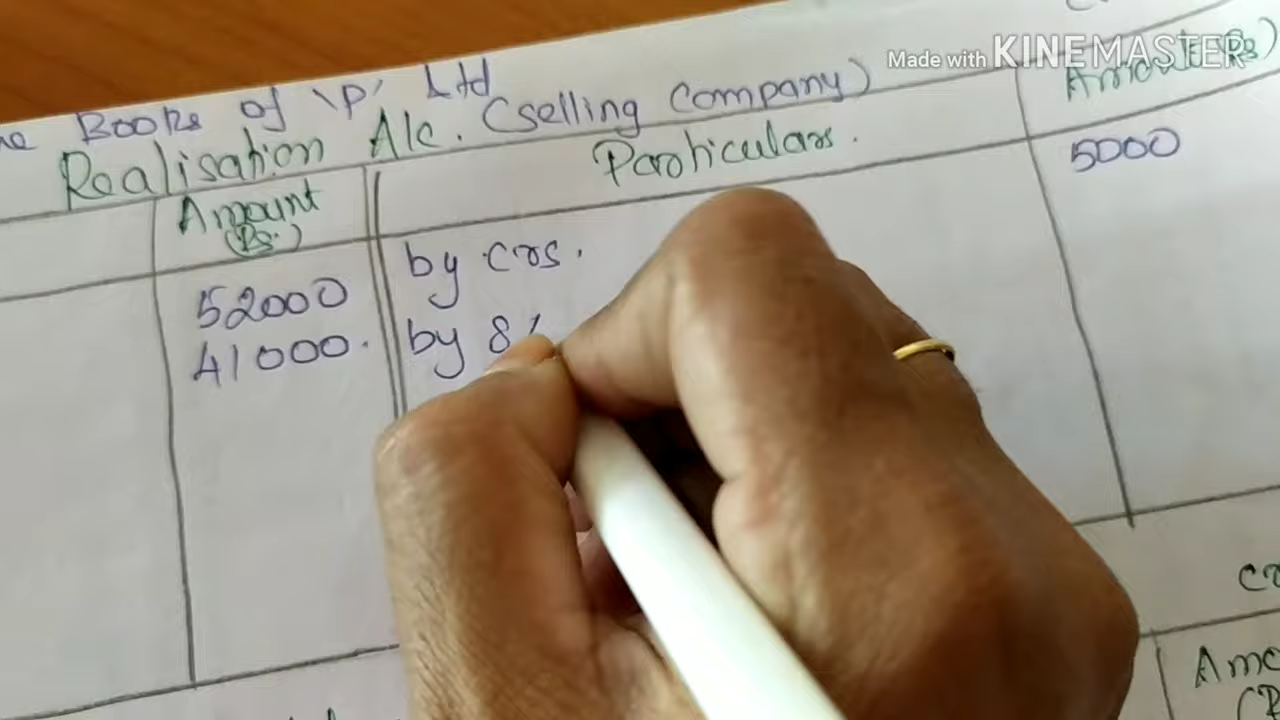 Made with KINEMASTER
Books of 'P' Ltd
Realisation A/c. (selling company)
Amount (Rs)
Particulars.
Amount
(Rs.)
5000
by crs.
52000
by 8%
41000.